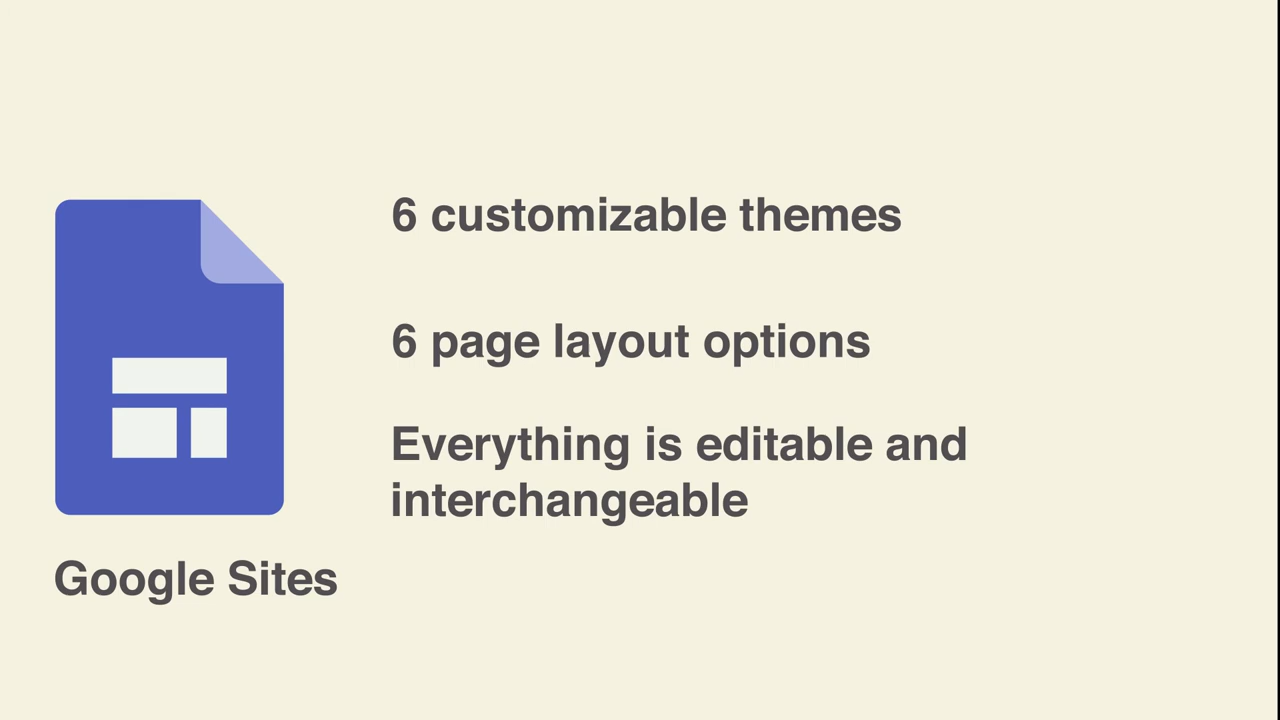 6 customizable themes
6 page layout options
Everything is editable and
interchangeable
Google Sites